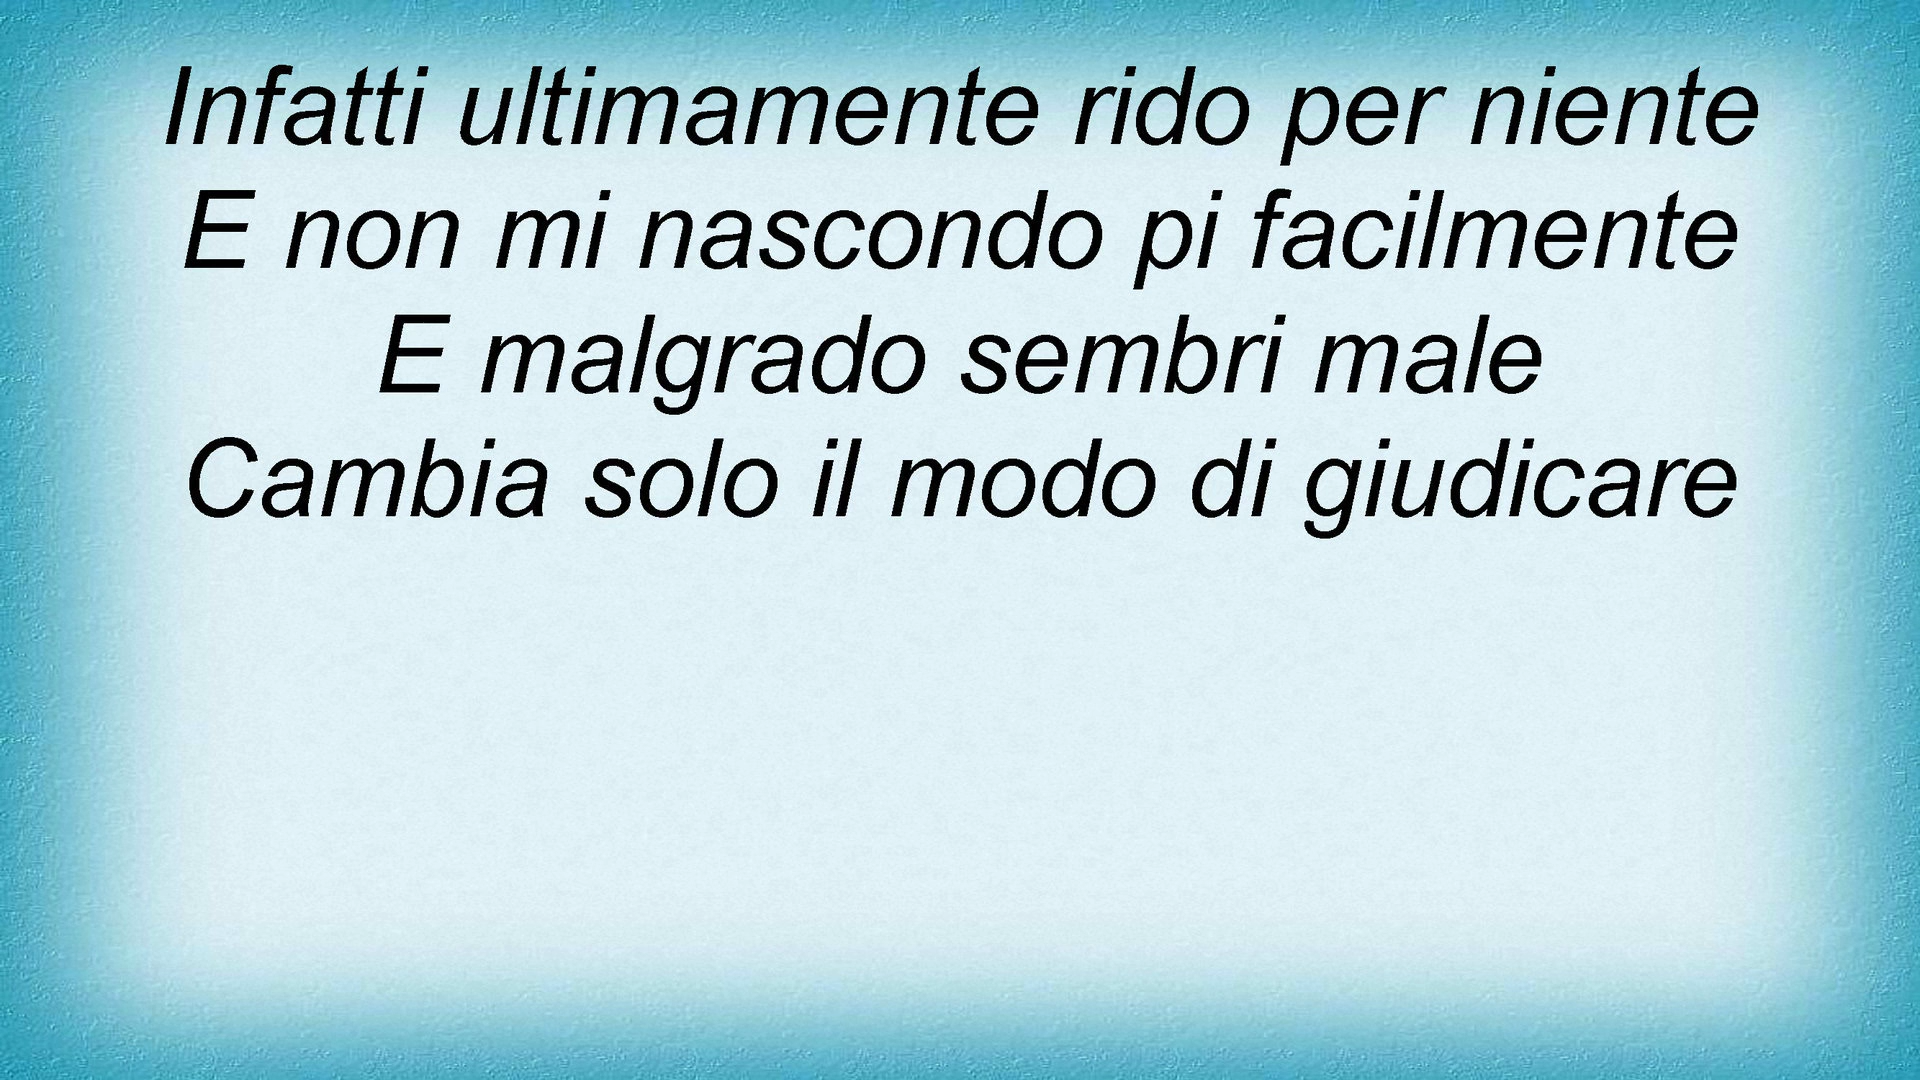 Infatti ultimamente rido per niente
E non mi nascondo pi facilmente
E malgrado sembri male
Cambia solo il modo di giudicare